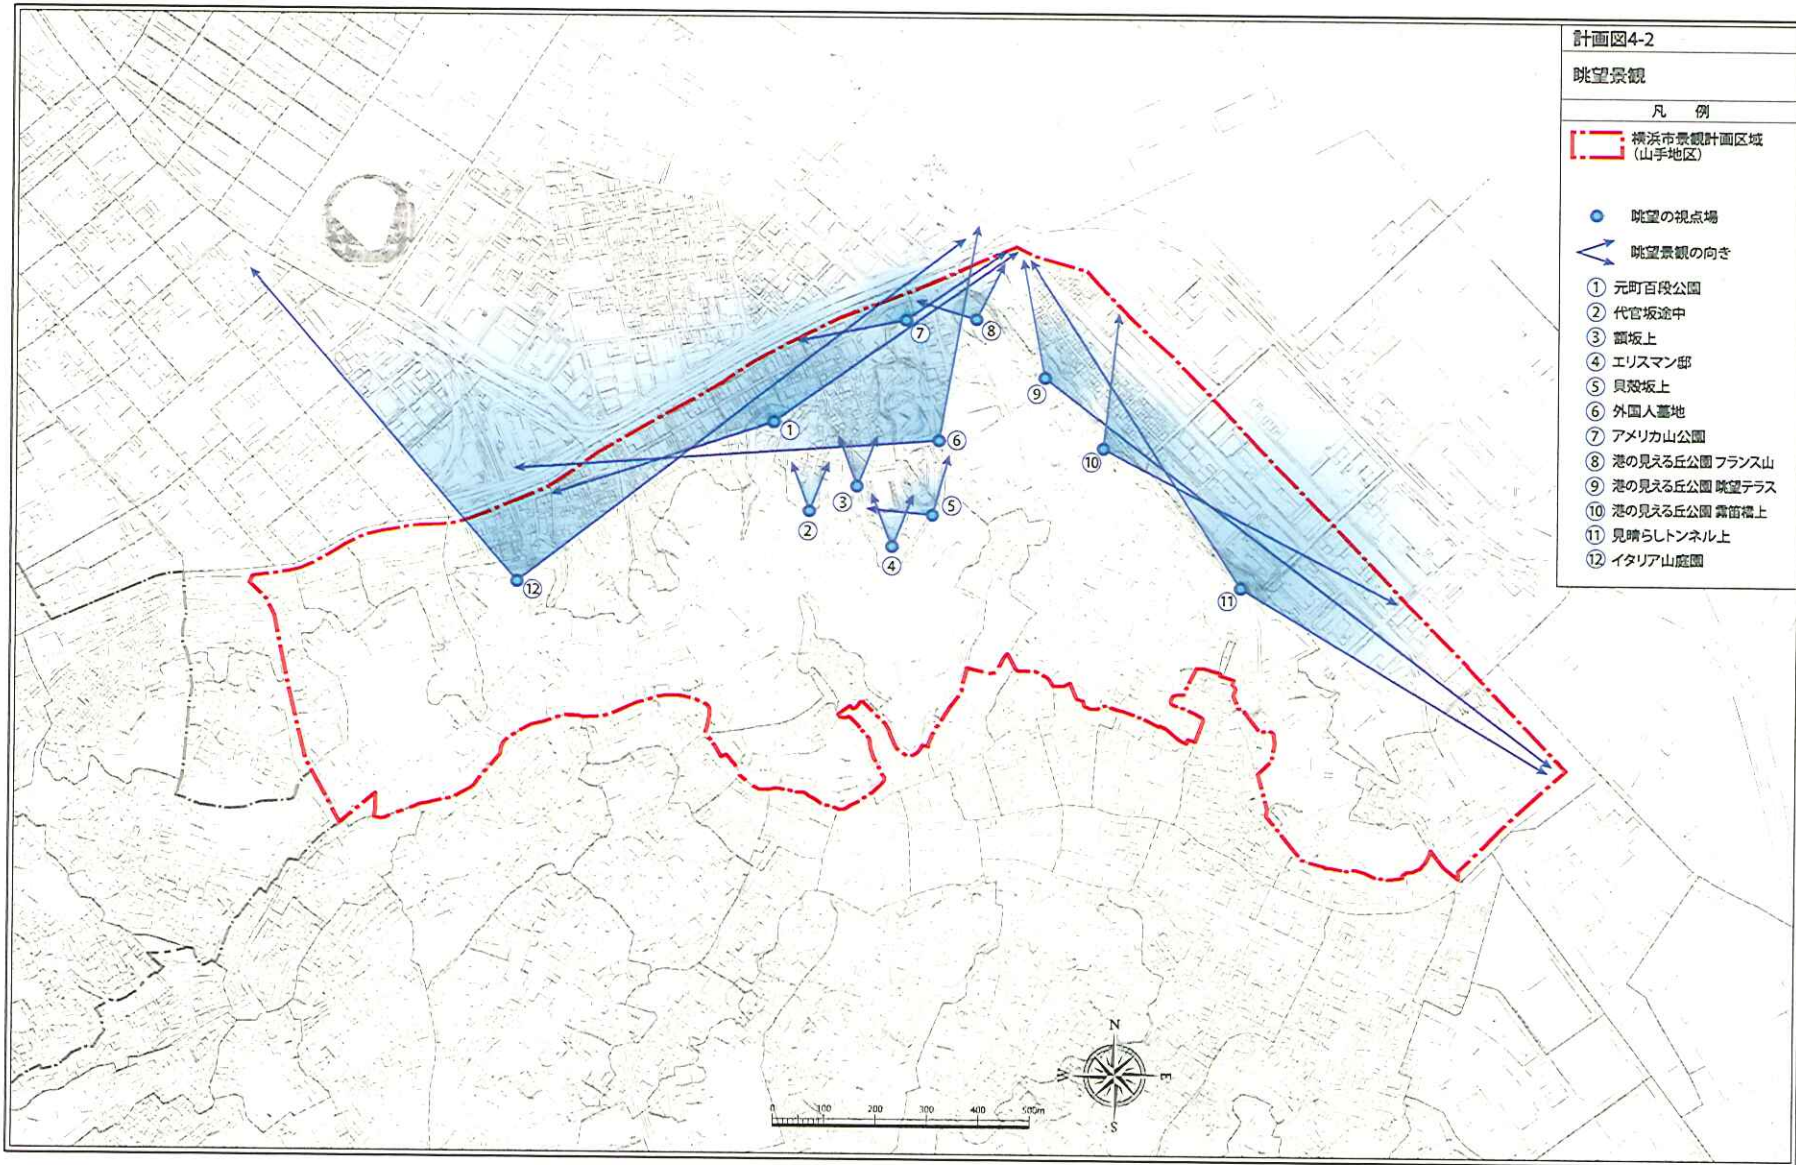 計画図4-2
眺望景観
凡 例
横浜市景観計画区域
(山手地区)
眺望の視点場
眺望景観の向き
① 元町百段公園
② 代官坂途中
③ 額坂上
④ エリスマン邸
⑤ 貝殻坂上
⑥ 外国人墓地
⑦ アメリカ山公園
⑧ 港の見える丘公園 フランス山
⑨ 港の見える丘公園 眺望テラス
⑩ 港の見える丘公園 霧笛橋上
⑪ 見晴らしトンネル上
⑫ イタリア山庭園
⑦
⑧
⑨
①
⑥
⑩
③
②
⑤
④
⑫
⑪
N
W
E
S
0 100 200 300 400 500m